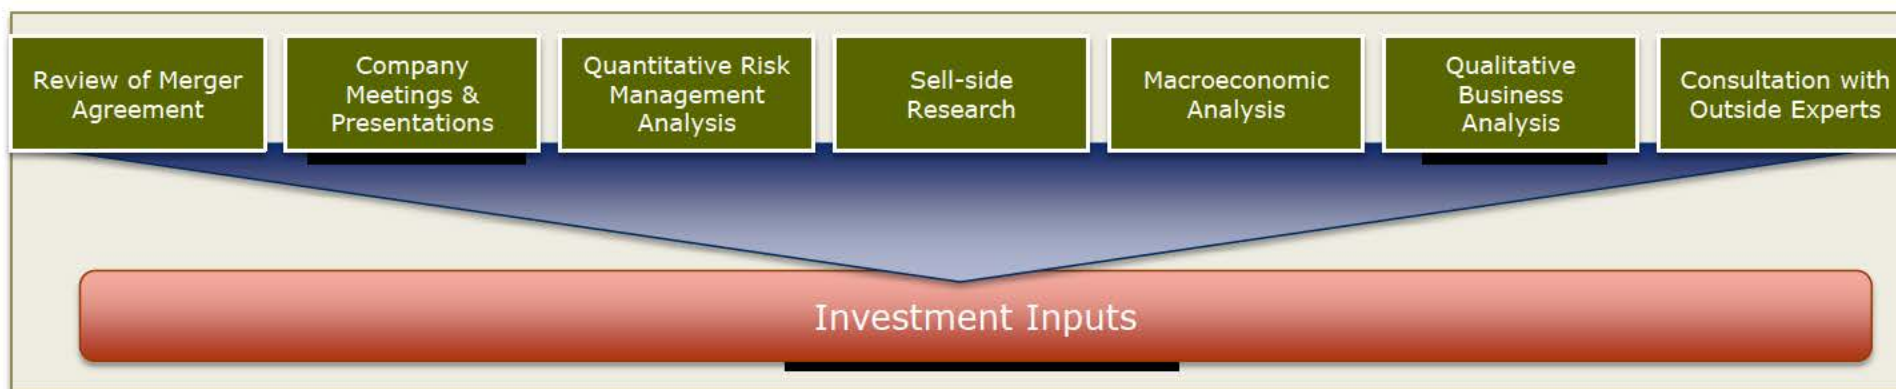 Review of Merger
Agreement
Company
Meetings &
Presentations
Quantitative Risk
Management
Analysis
Sell-side
Research
Macroeconomic
Analysis
Qualitative
Business
Analysis
Consultation with
Outside Experts
Investment Inputs